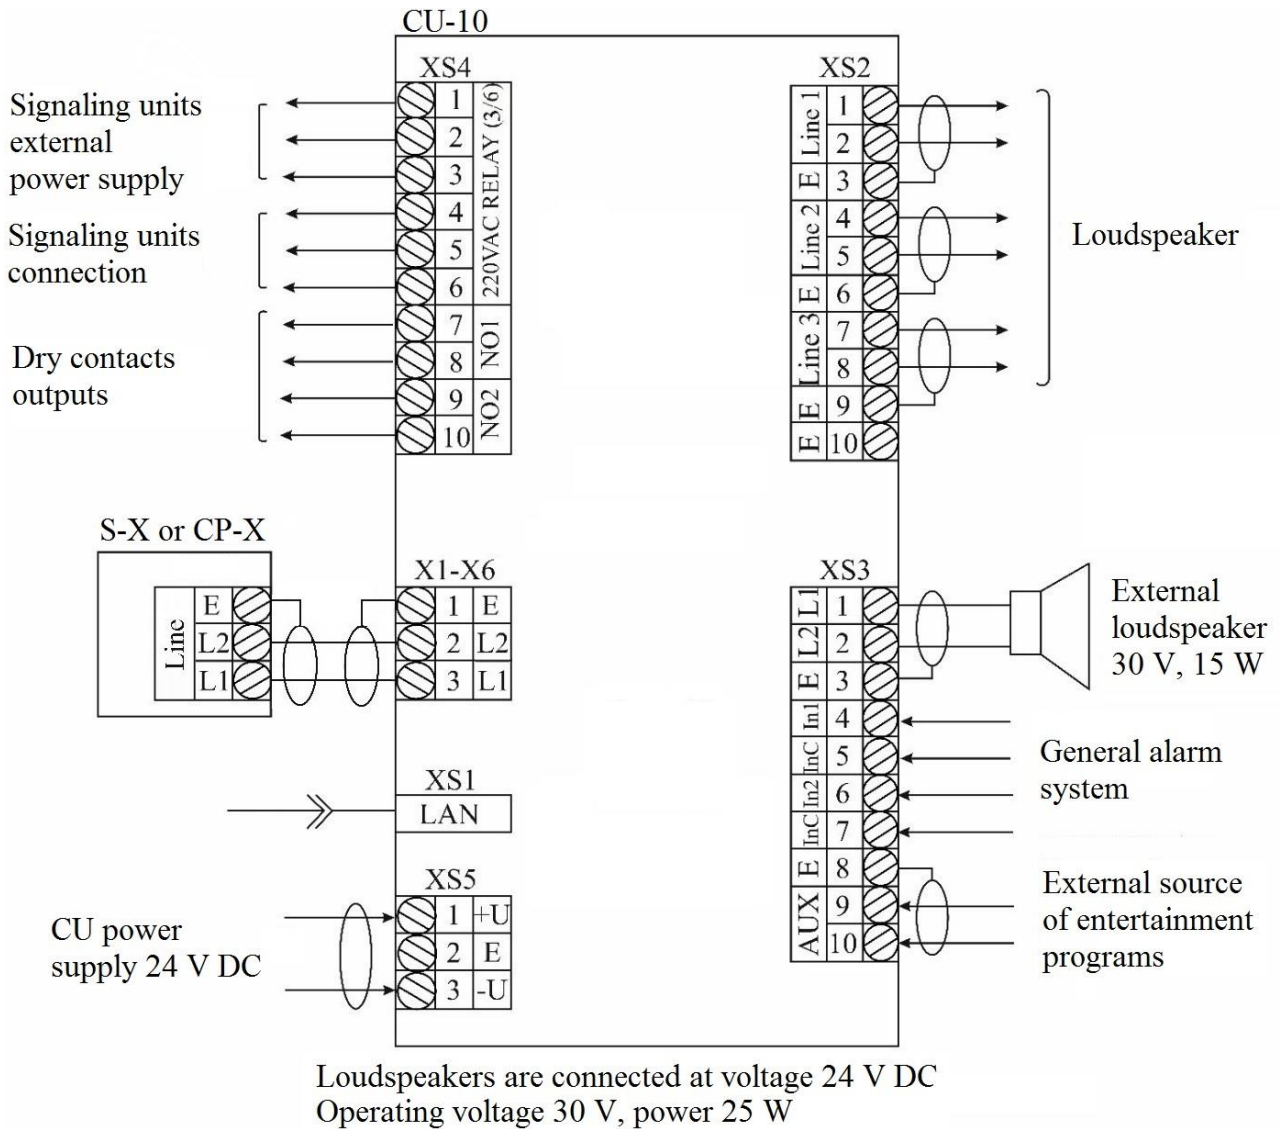 CU-10
XS4
Signaling units
external
power supply
Signaling units
connection
Dry contacts
outputs
1
2
3
4
5
6
7
8
9
10
220VAC RELAY (3/6)
NO1
NO2
XS2
Line 1
E
Line 2
E
Line 3
E
E
1
2
3
4
5
6
7
8
9
10
Loudspeaker
S-X or CP-X
Line
E
L2
L1
X1-X6
1 E
2 L2
3 L1
XS1
LAN
XS5
1 +U
2 E
3 -U
CU power
supply 24 V DC
XS3
L1 1
L2 2
E 3
In1 4
InC 5
In2 6
InC 7
E 8
AUX 9
10
External
loudspeaker
30 V, 15 W
General alarm
system
External source
of entertainment
programs
Loudspeakers are connected at voltage 24 V DC
Operating voltage 30 V, power 25 W